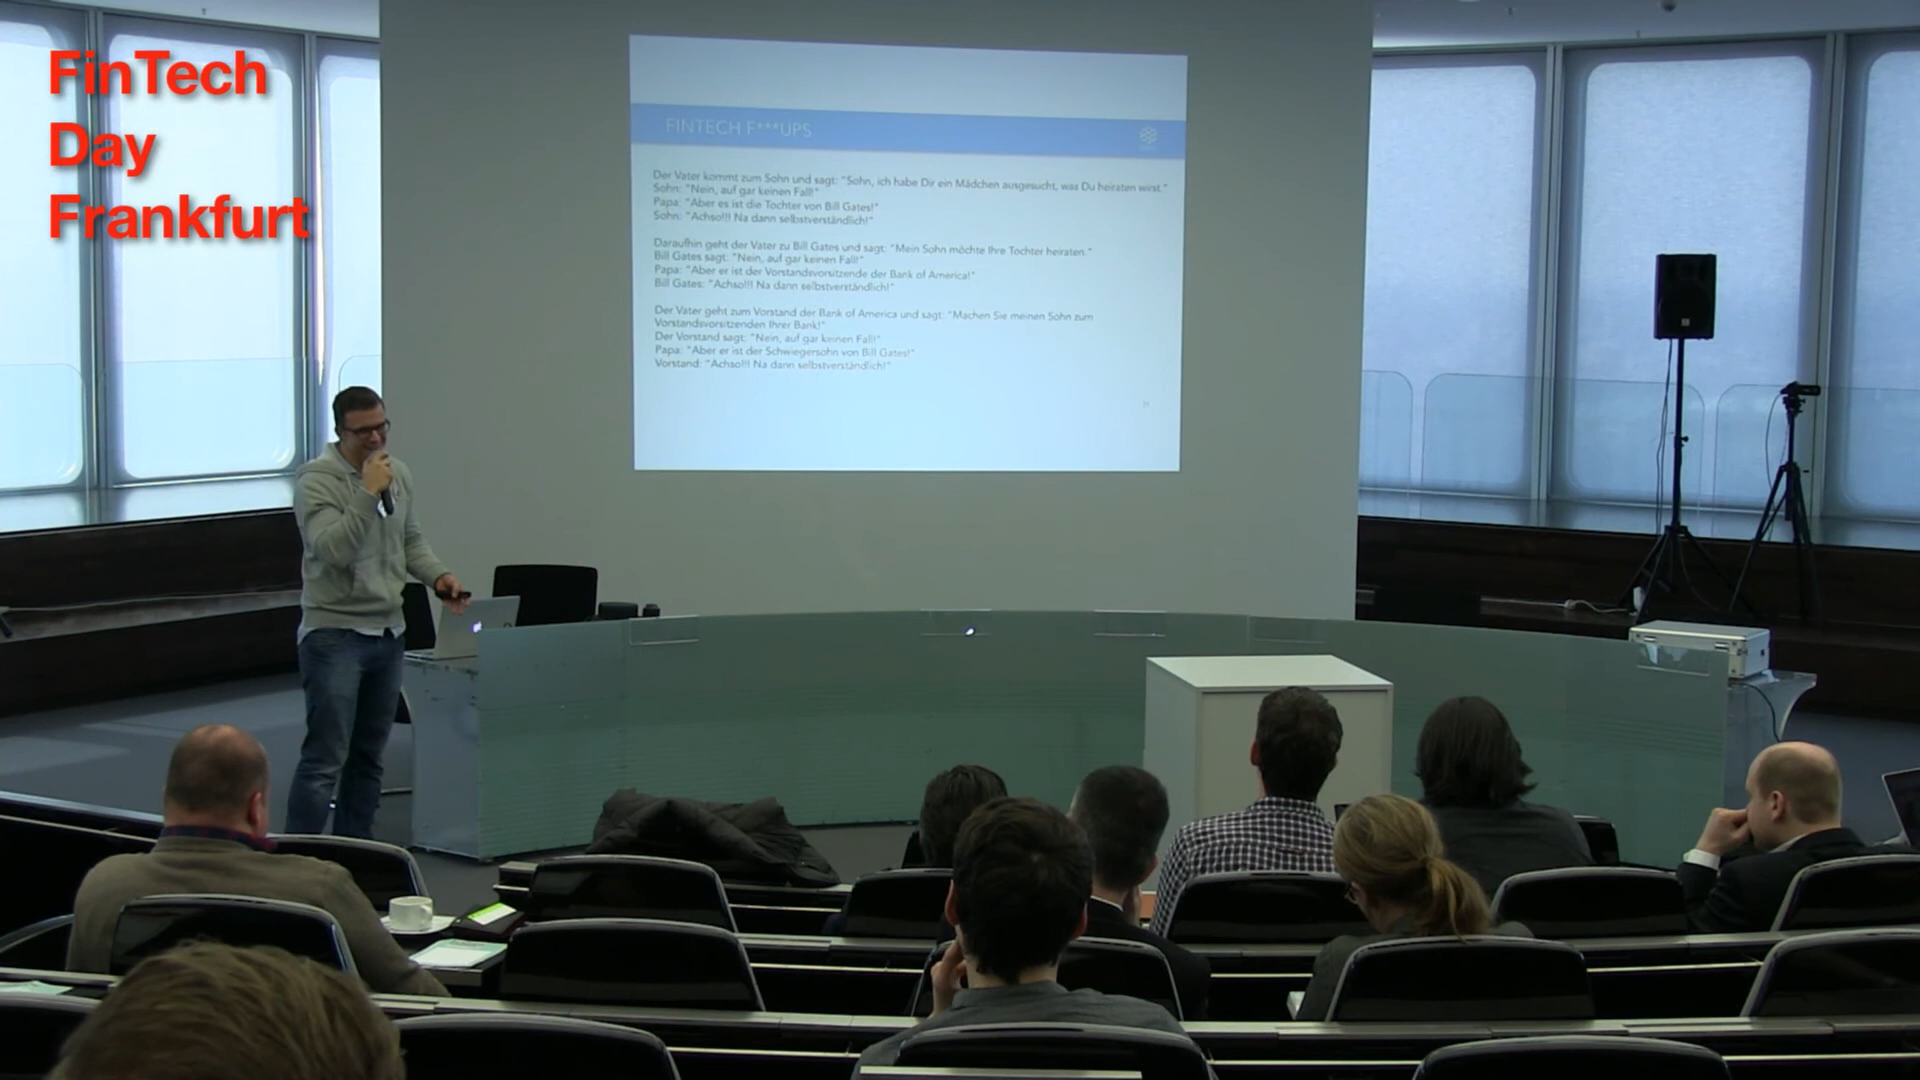 FinTech
Day
Frankfurt
FINTECH F***UPS
Der Vater kommt zum Sohn und sagt: "Sohn, ich habe Dir ein Mädchen ausgesucht, was Du heiraten wirst."
Sohn: "Nein, auf gar keinen Fall!"
Papa: "Aber es ist die Tochter von Bill Gates!"
Sohn: "Achso!!! Na dann selbstverständlich!"
Daraufhin geht der Vater zu Bill Gates und sagt: "Mein Sohn möchte Ihre Tochter heiraten."
Bill Gates sagt: "Nein, auf gar keinen Fall!"
Papa: "Aber er ist der Vorstandsvorsitzende der Bank of America!"
Bill Gates: "Achso!!! Na dann selbstverständlich!"
Der Vater geht zum Vorstand der Bank of America und sagt: "Machen Sie meinen Sohn zum
Vorstandsvorsitzenden Ihrer Bank!"
Der Vorstand sagt: "Nein, auf gar keinen Fall!"
Papa: "Aber er ist der Schwiegersohn von Bill Gates!"
Vorstand: "Achso!!! Na dann selbstverständlich!"